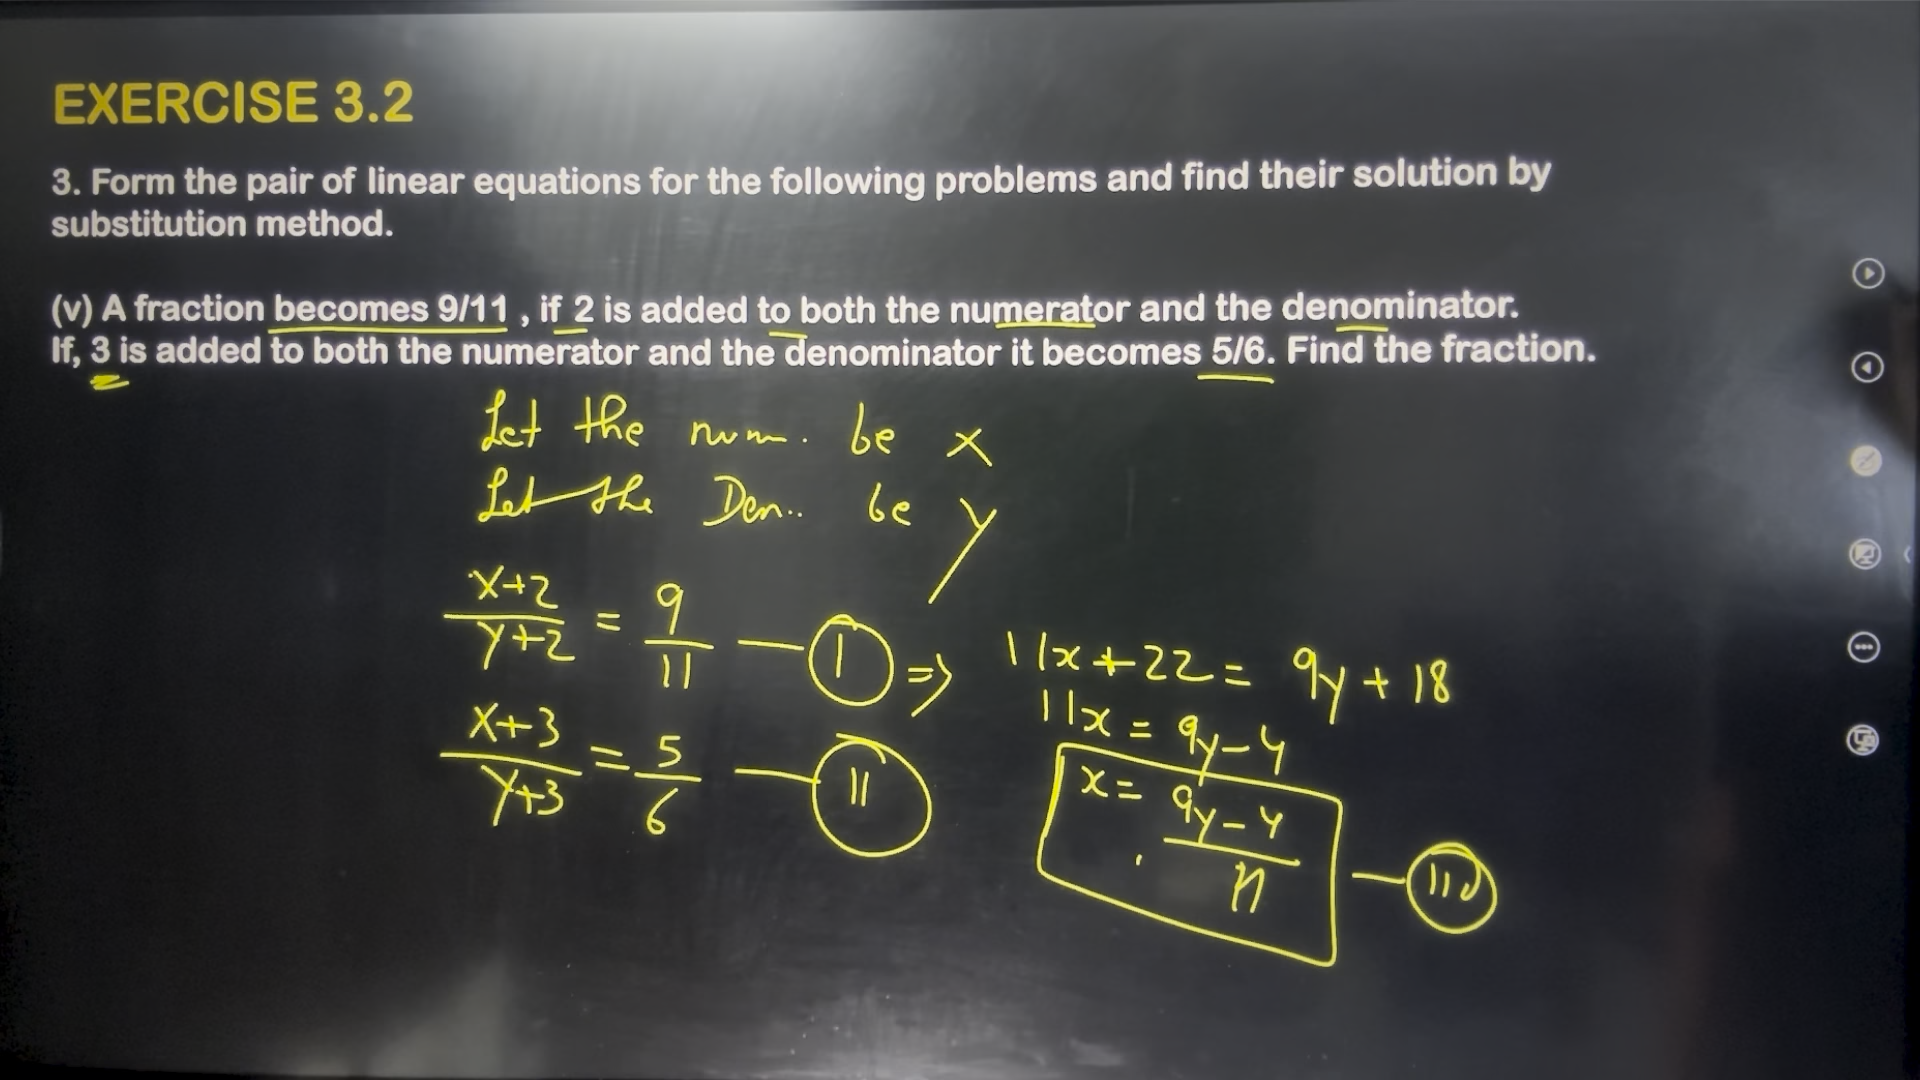 EXERCISE 3.2
3. Form the pair of linear equations for the following problems and find their solution by
substitution method.
(v) A fraction becomes 9/11 , if 2 is added to both the numerator and the denominator.
If, 3 is added to both the numerator and the denominator it becomes 5/6. Find the fraction.
Let the num. be x
Let the Den.. be y
x+2/y+2 = 9/11 — I => 11x+22 = 9y+18
11x = 9y-4
x+3/y+3 = 5/6 — II
x = 9y-4/11 — III